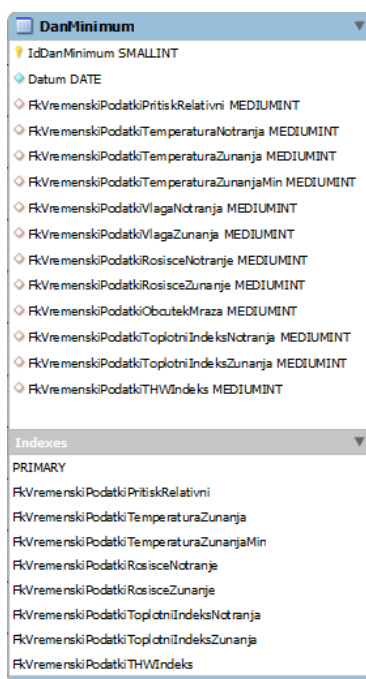 DanMinimum
IdDanMinimum SMALLINT
Datum DATE
FkVremenskiPodatkiPritiskRelativni MEDIUMINT
FkVremenskiPodatkiTemperaturaNotranja MEDIUMINT
FkVremenskiPodatkiTemperaturaZunanja MEDIUMINT
FkVremenskiPodatkiTemperaturaZunanjaMin MEDIUMINT
FkVremenskiPodatkiVlagaNotranja MEDIUMINT
FkVremenskiPodatkiVlagaZunanja MEDIUMINT
FkVremenskiPodatkiRosisceNotranje MEDIUMINT
FkVremenskiPodatkiRosisceZunanje MEDIUMINT
FkVremenskiPodatkiObcutekMraza MEDIUMINT
FkVremenskiPodatkiToplotniIndeksNotranja MEDIUMINT
FkVremenskiPodatkiToplotniIndeksZunanja MEDIUMINT
FkVremenskiPodatkiTHWIndeks MEDIUMINT
Indexes
PRIMARY
FkVremenskiPodatkiPritiskRelativni
FkVremenskiPodatkiTemperaturaZunanja
FkVremenskiPodatkiTemperaturaZunanjaMin
FkVremenskiPodatkiRosisceNotranje
FkVremenskiPodatkiRosisceZunanje
FkVremenskiPodatkiToplotniIndeksNotranja
FkVremenskiPodatkiToplotniIndeksZunanja
FkVremenskiPodatkiTHWIndeks